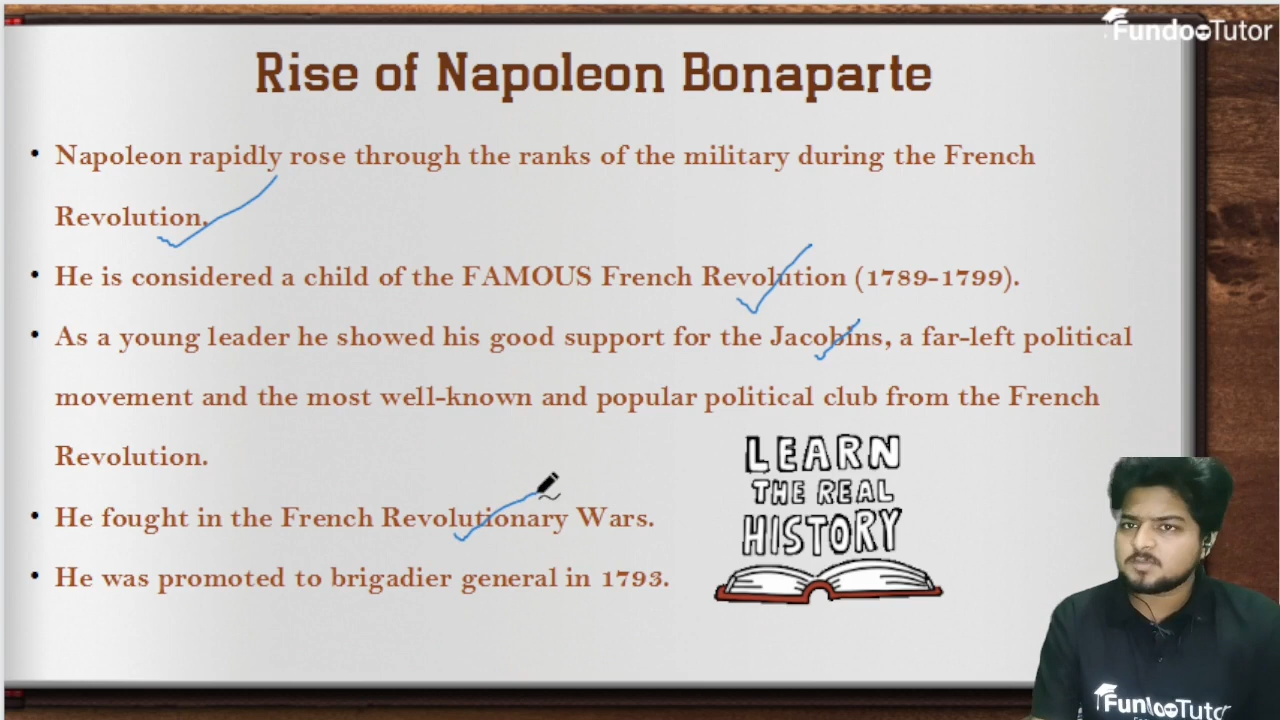 FundooTutor
Rise of Napoleon Bonaparte
• Napoleon rapidly rose through the ranks of the military during the French
Revolution.
• He is considered a child of the FAMOUS French Revolution (1789-1799).
• As a young leader he showed his good support for the Jacobins, a far-left political
movement and the most well-known and popular political club from the French
Revolution.
• He fought in the French Revolutionary Wars.
• He was promoted to brigadier general in 1793.
LEARN
THE REAL
HISTORY
FundooTutor